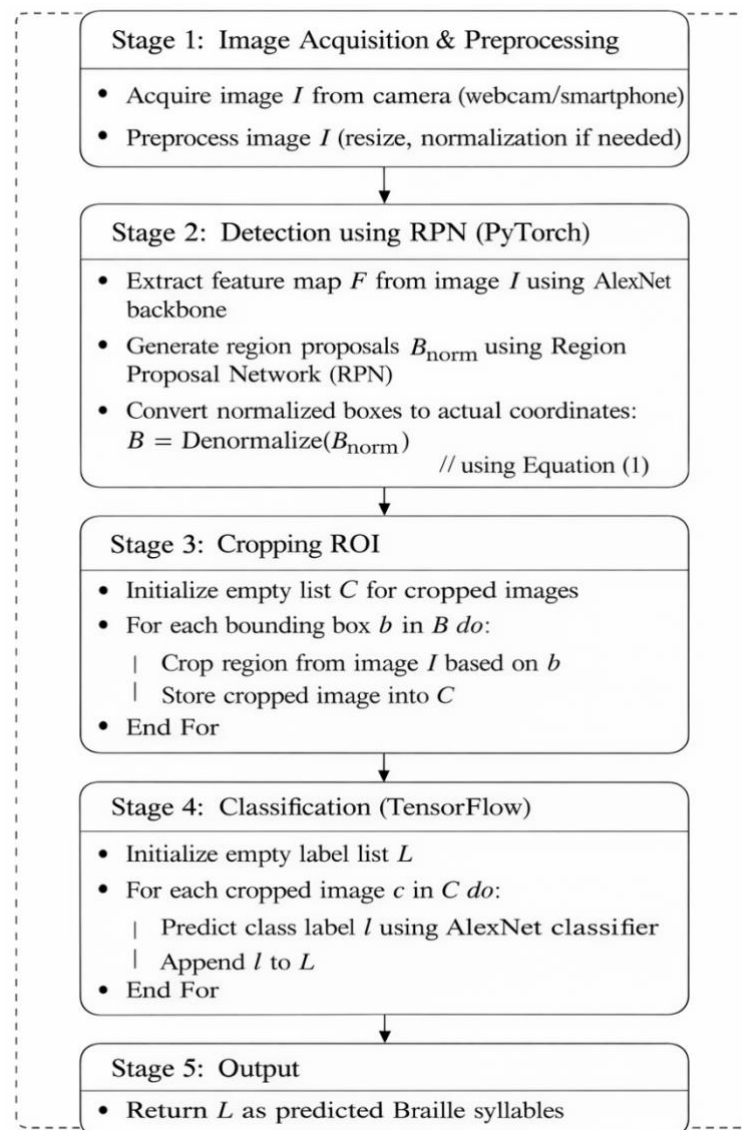 Stage 1: Image Acquisition & Preprocessing
• Acquire image I from camera (webcam/smartphone)
• Preprocess image I (resize, normalization if needed)
Stage 2: Detection using RPN (PyTorch)
• Extract feature map F from image I using AlexNet
backbone
• Generate region proposals B_norm using Region
Proposal Network (RPN)
• Convert normalized boxes to actual coordinates:
B = Denormalize(B_norm)
// using Equation (1)
Stage 3: Cropping ROI
• Initialize empty list C for cropped images
• For each bounding box b in B do:
| Crop region from image I based on b
| Store cropped image into C
• End For
Stage 4: Classification (TensorFlow)
• Initialize empty label list L
• For each cropped image c in C do:
| Predict class label l using AlexNet classifier
| Append l to L
• End For
Stage 5: Output
• Return L as predicted Braille syllables